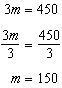 3m = 450
3m/3 = 450/3
m = 150